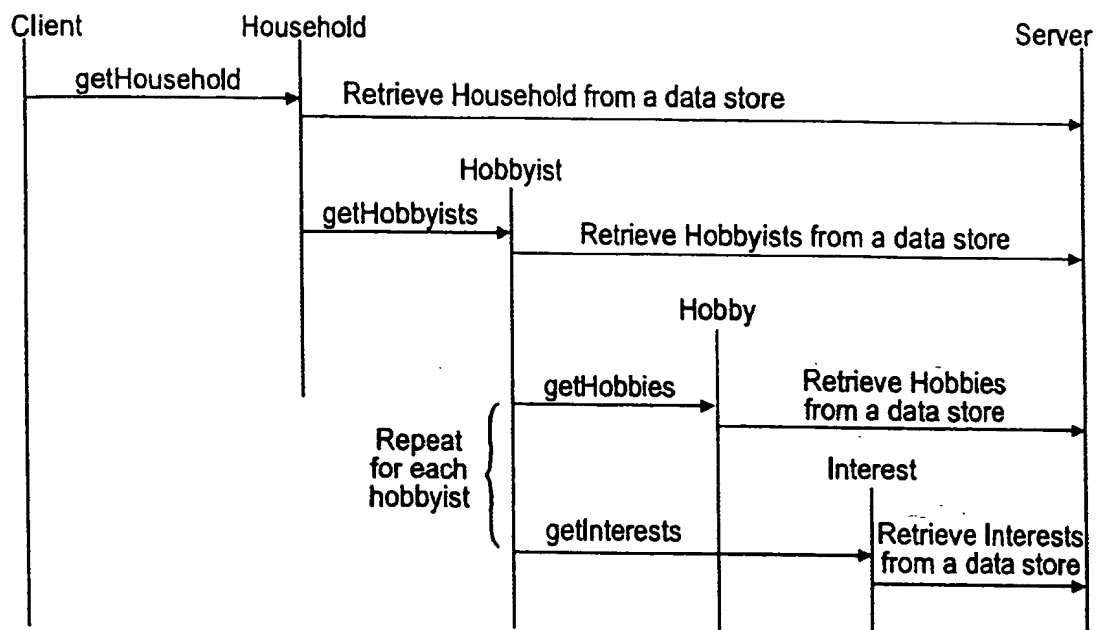 Client
Household
Server
getHousehold
Retrieve Household from a data store
Hobbyist
getHobbyists
Retrieve Hobbyists from a data store
Hobby
getHobbies
Retrieve Hobbies
from a data store
Repeat
for each
hobbyist
Interest
getInterests
Retrieve Interests
from a data store